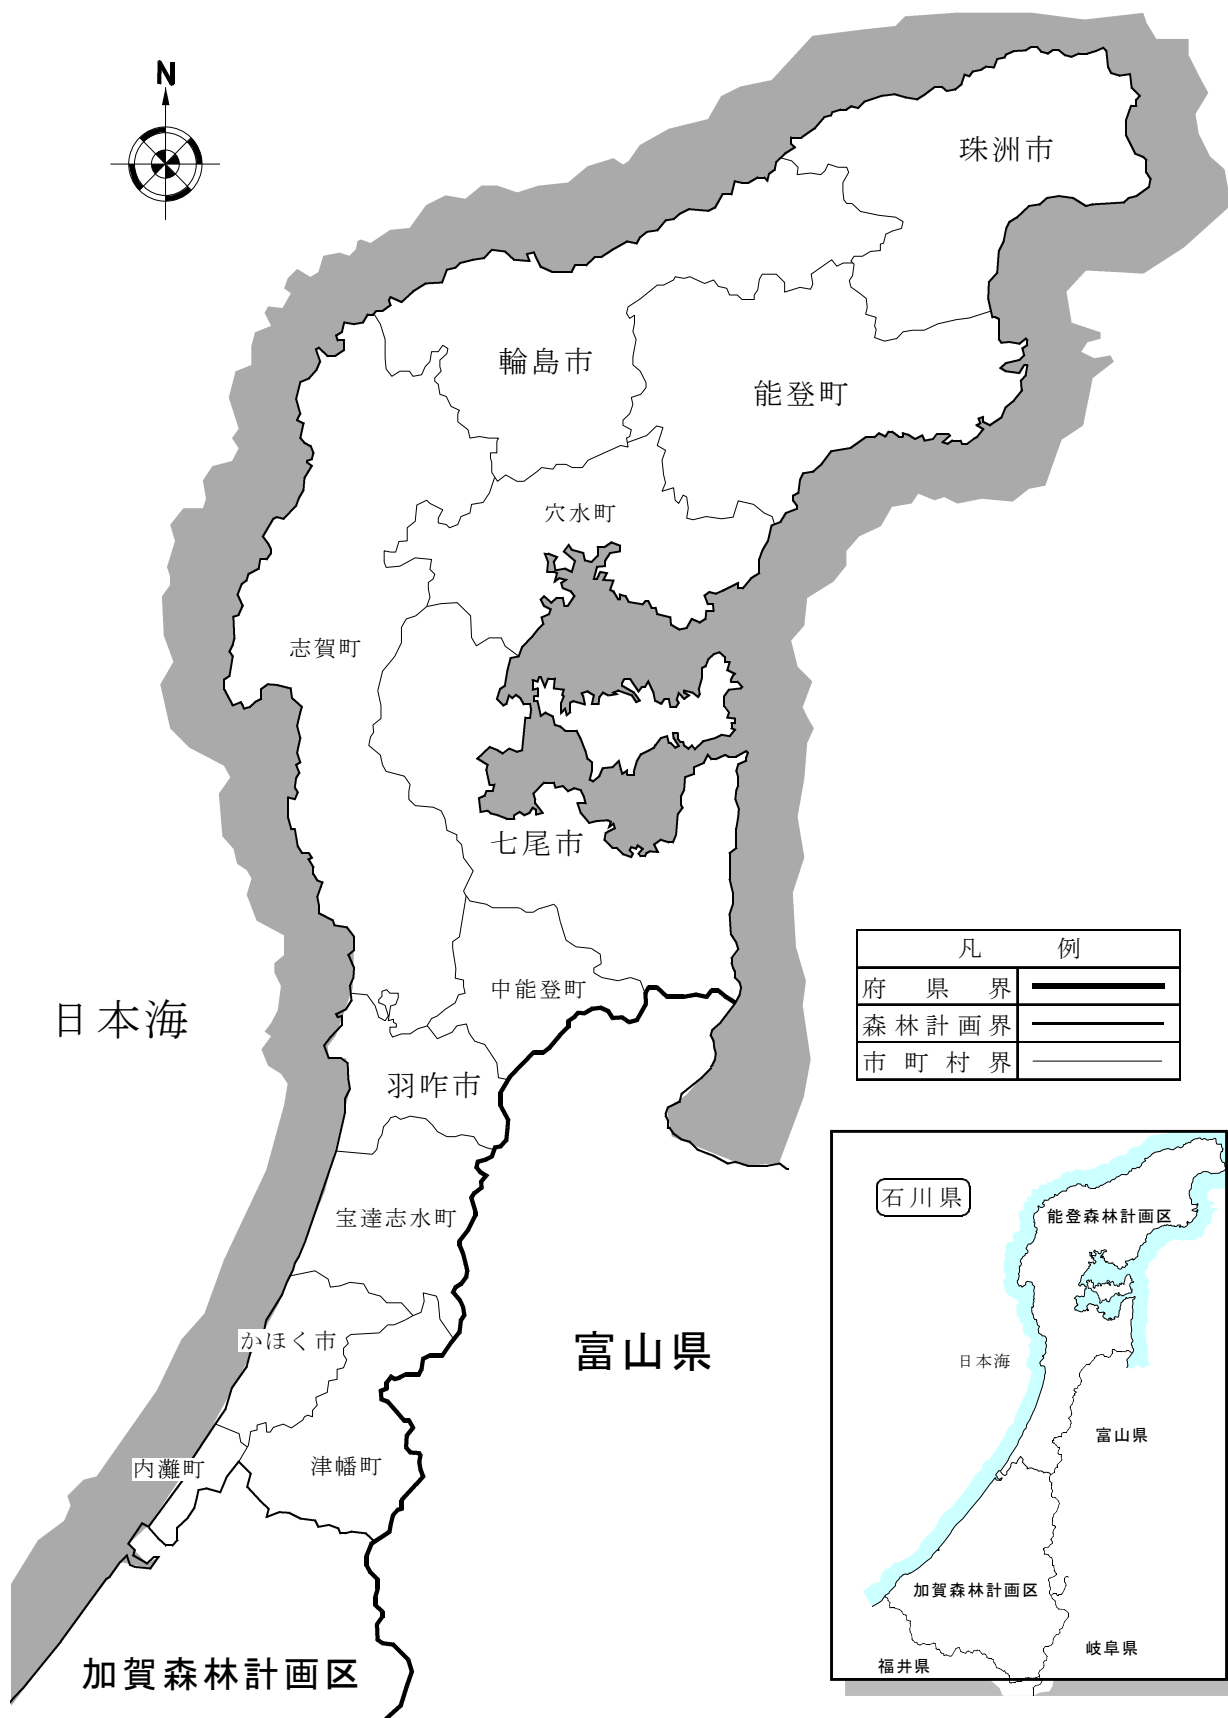 N
珠洲市
輪島市
能登町
穴水町
志賀町
七尾市
中能登町
日本海
羽咋市
宝達志水町
かほく市
富山県
内灘町
津幡町
加賀森林計画区
凡 例
府県界
森林計画界
市町村界
石川県
能登森林計画区
日本海
富山県
加賀森林計画区
岐阜県
福井県